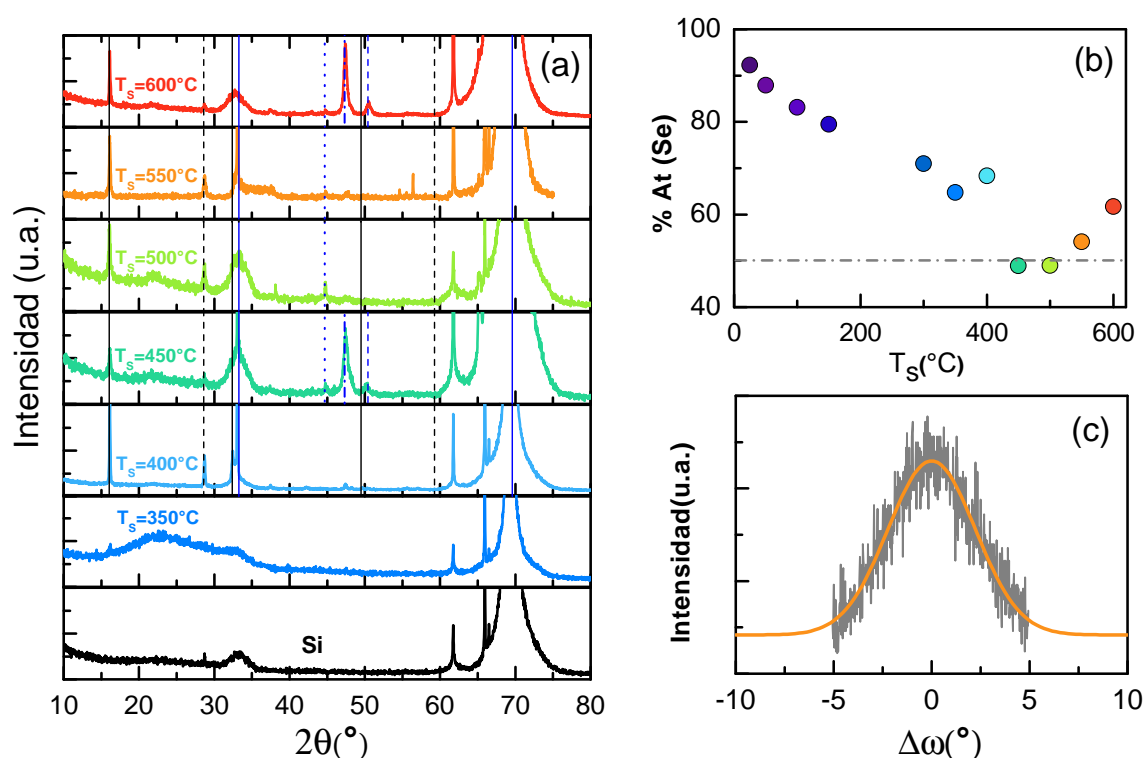 (a)
T_S=600°C
T_S=550°C
T_S=500°C
T_S=450°C
T_S=400°C
T_S=350°C
Si
Intensidad (u.a.)
10 20 30 40 50 60 70 80
2θ(°)
(b)
100
80
60
40
% At (Se)
0 200 400 600
T_S(°C)
(c)
Intensidad(u.a.)
-10 -5 0 5 10
Δω(°)